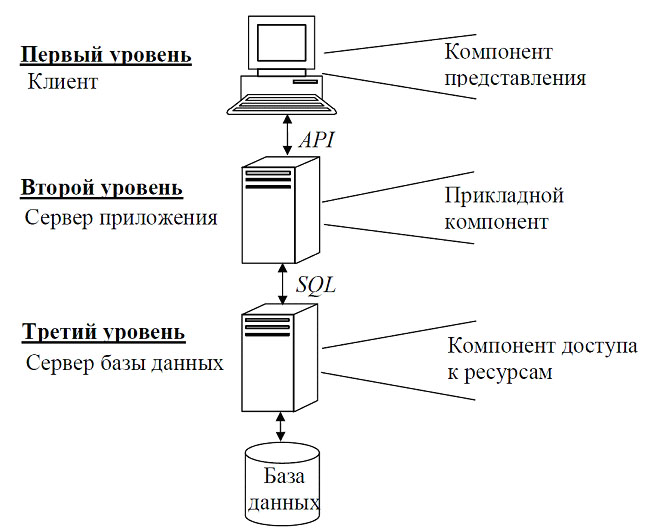 Первый уровень
Клиент
Компонент
представления
API
Второй уровень
Сервер приложения
Прикладной
компонент
SQL
Третий уровень
Сервер базы данных
Компонент доступа
к ресурсам
База
данных